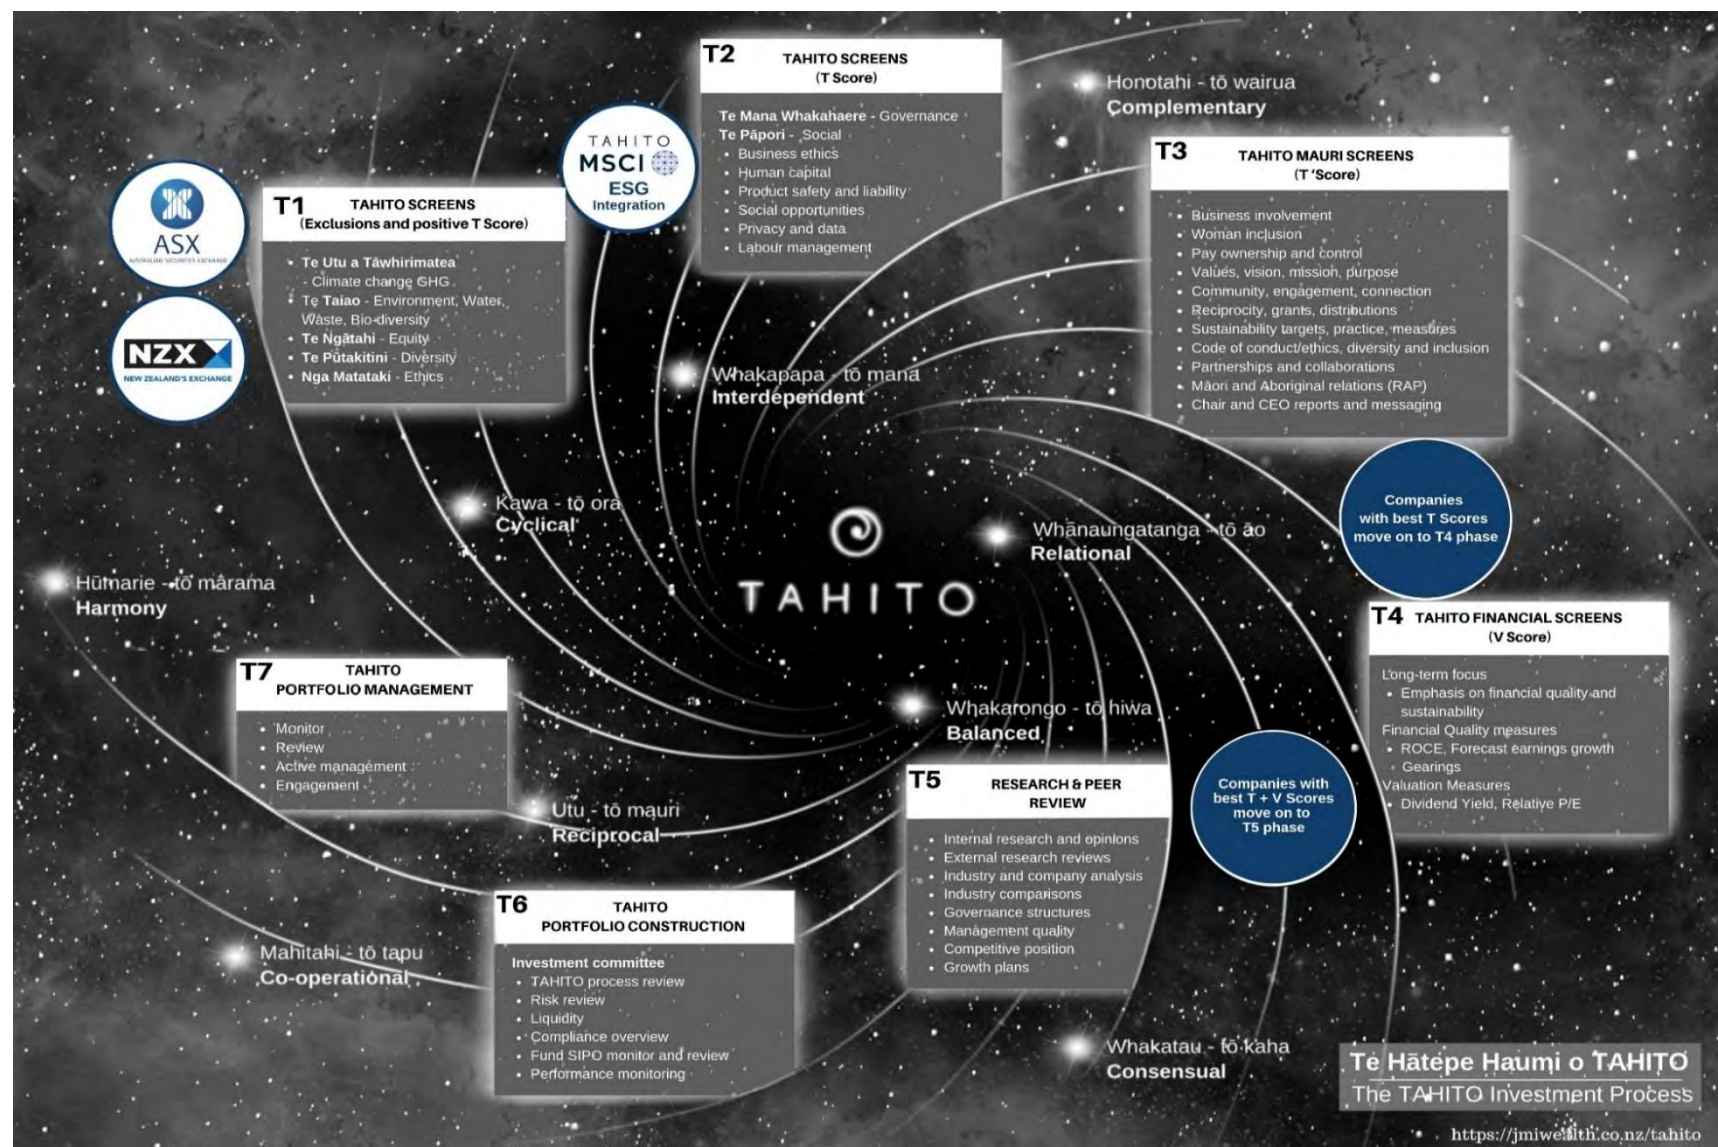 ASX
AUSTRALIAN SECURITIES EXCHANGE
NZX
NEW ZEALAND'S EXCHANGE
T1
TAHITO SCREENS
(Exclusions and positive T Score)
• Te Utu a Tāwhirimatea
- Climate change GHG
• Te Taiao - Environment, Water,
Waste, Bio-diversity
• Te Ngātahi - Equity
• Te Pūtakitini - Diversity
• Nga Matataki - Ethics
TAHITO
MSCI
ESG
Integration
T2
TAHITO SCREENS
(T Score)
Te Mana Whakahaere - Governance
Te Pāpori - Social
• Business ethics
• Human capital
• Product safety and liability
• Social opportunities
• Privacy and data
• Labour management
Honotahi - tō wairua
Complementary
T3
TAHITO MAURI SCREENS
(T 'Score)
• Business involvement
• Woman inclusion
• Pay ownership and control
• Values, vision, mission, purpose
• Community, engagement, connection
• Reciprocity, grants, distributions
• Sustainability targets, practice, measures
• Code of conduct/ethics, diversity and inclusion
• Partnerships and collaborations
• Māori and Aboriginal relations (RAP)
• Chair and CEO reports and messaging
Whakapapa - tō mana
Interdependent
Kawa - tō ora
Cyclical
TAHITO
Whānaungatanga - tō āo
Relational
Companies
with best T Scores
move on to T4 phase
Hūmarie - tō mārama
Harmony
T4
TAHITO FINANCIAL SCREENS
(V Score)
Long-term focus
• Emphasis on financial quality and
sustainability
Financial Quality measures
• ROCE, Forecast earnings growth
Gearings
Valuation Measures
• Dividend Yield, Relative P/E
T7
TAHITO
PORTFOLIO MANAGEMENT
• Monitor
• Review
• Active management
• Engagement
Whakarongo - tō hiwa
Balanced
Companies with
best T + V Scores
move on to
T5 phase
Utu - tō mauri
Reciprocal
T5
RESEARCH & PEER
REVIEW
• Internal research and opinions
• External research reviews
• Industry and company analysis
• Industry comparisons
• Governance structures
• Management quality
• Competitive position
• Growth plans
T6
TAHITO
PORTFOLIO CONSTRUCTION
Investment committee
• TAHITO process review
• Risk review
• Liquidity
• Compliance overview
• Fund SIPO monitor and review
• Performance monitoring
Mahitahi - tō tapu
Co-operational
Whakatau - tō kaha
Consensual
Te Hātepe Haumi o TAHITO
The TAHITO Investment Process
https://jmiwealth.co.nz/tahito